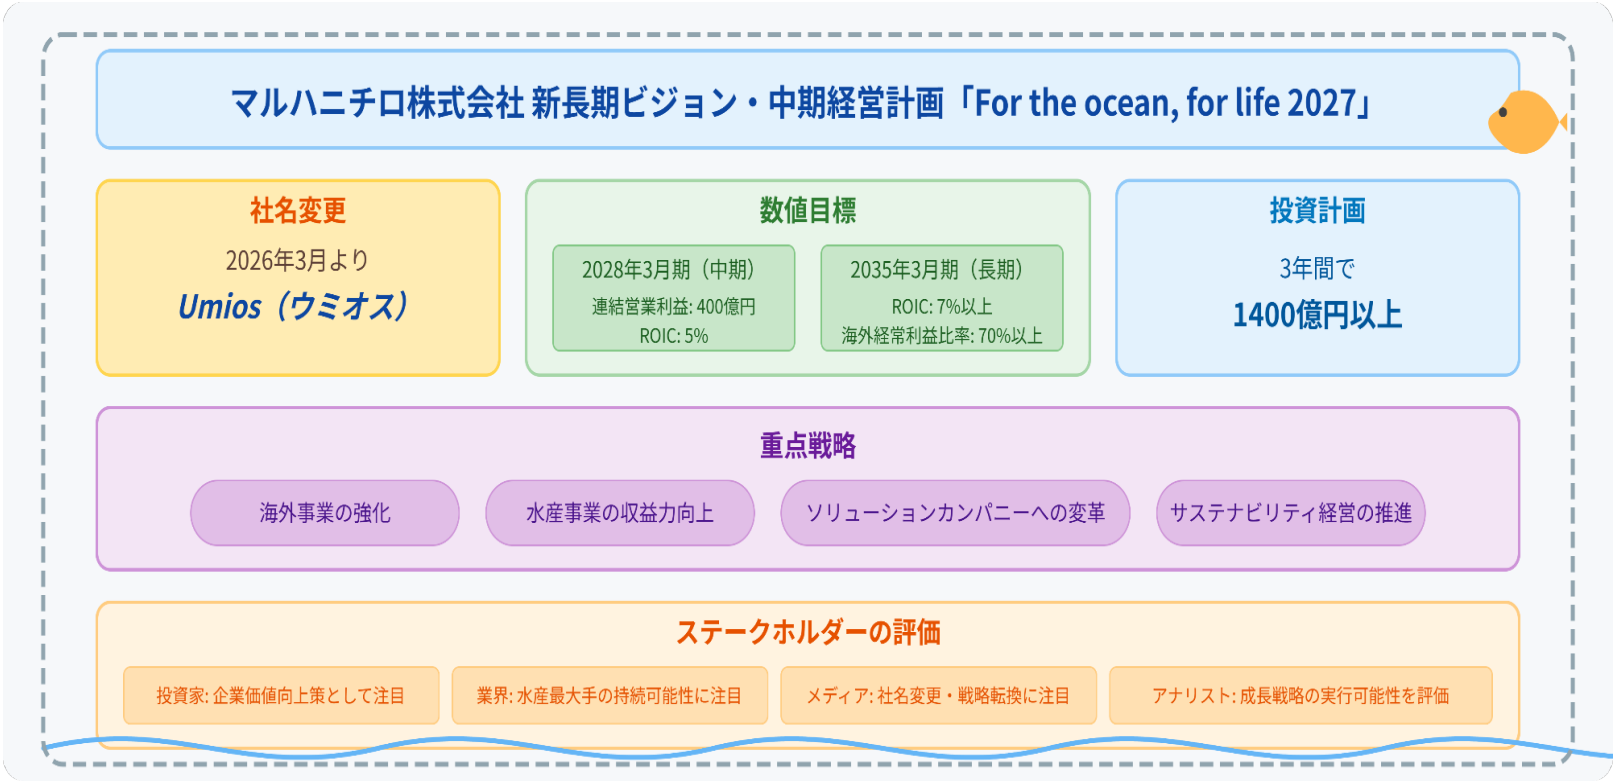 マルハニチロ株式会社 新長期ビジョン・中期経営計画「For the ocean, for life 2027」
社名変更
2026年3月より
Umios（ウミオス）
数値目標
2028年3月期（中期）
連結営業利益: 400億円
ROIC: 5%
2035年3月期（長期）
ROIC: 7%以上
海外経常利益比率: 70%以上
投資計画
3年間で
1400億円以上
重点戦略
海外事業の強化
水産事業の収益力向上
ソリューションカンパニーへの変革
サステナビリティ経営の推進
ステークホルダーの評価
投資家: 企業価値向上策として注目
業界: 水産最大手の持続可能性に注目
メディア: 社名変更・戦略転換に注目
アナリスト: 成長戦略の実行可能性を評価